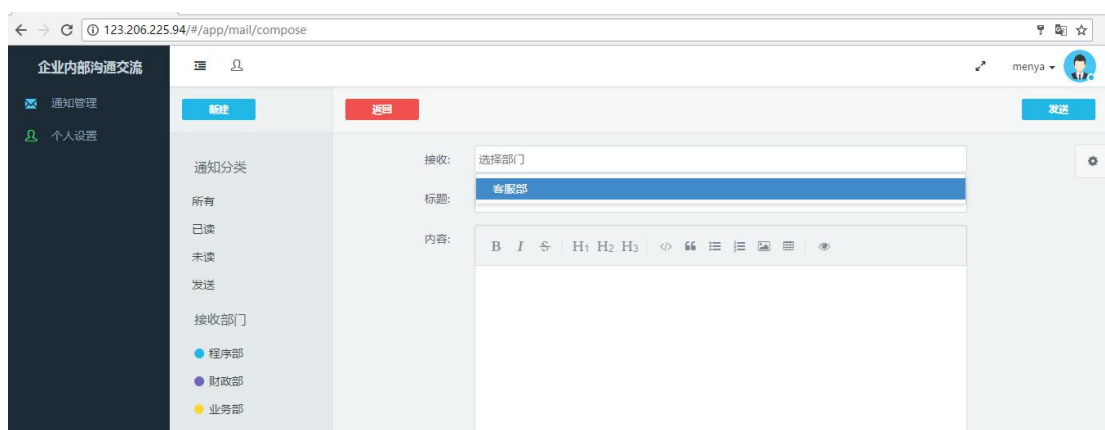 123.206.225.94/#/app/mail/compose
企业内部沟通交流
menya
通知管理
个人设置
新建
返回
发送
通知分类
所有
已读
未读
发送
接收部门
程序部
财政部
业务部
接收:
选择部门
客服部
标题:
内容:
B I S H1 H2 H3 </>